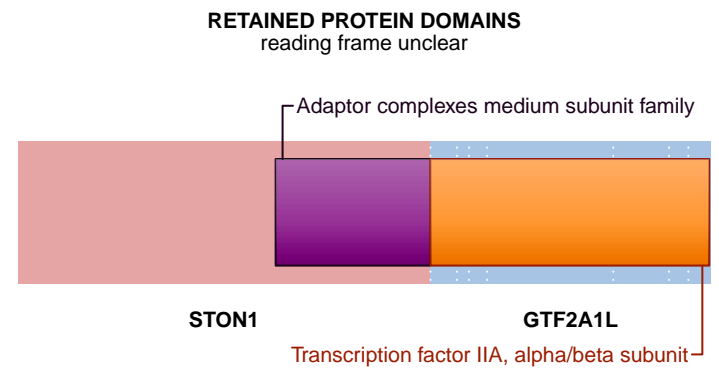 RETAINED PROTEIN DOMAINS
reading frame unclear
Adaptor complexes medium subunit family
STON1
GTF2A1L
Transcription factor IIA, alpha/beta subunit